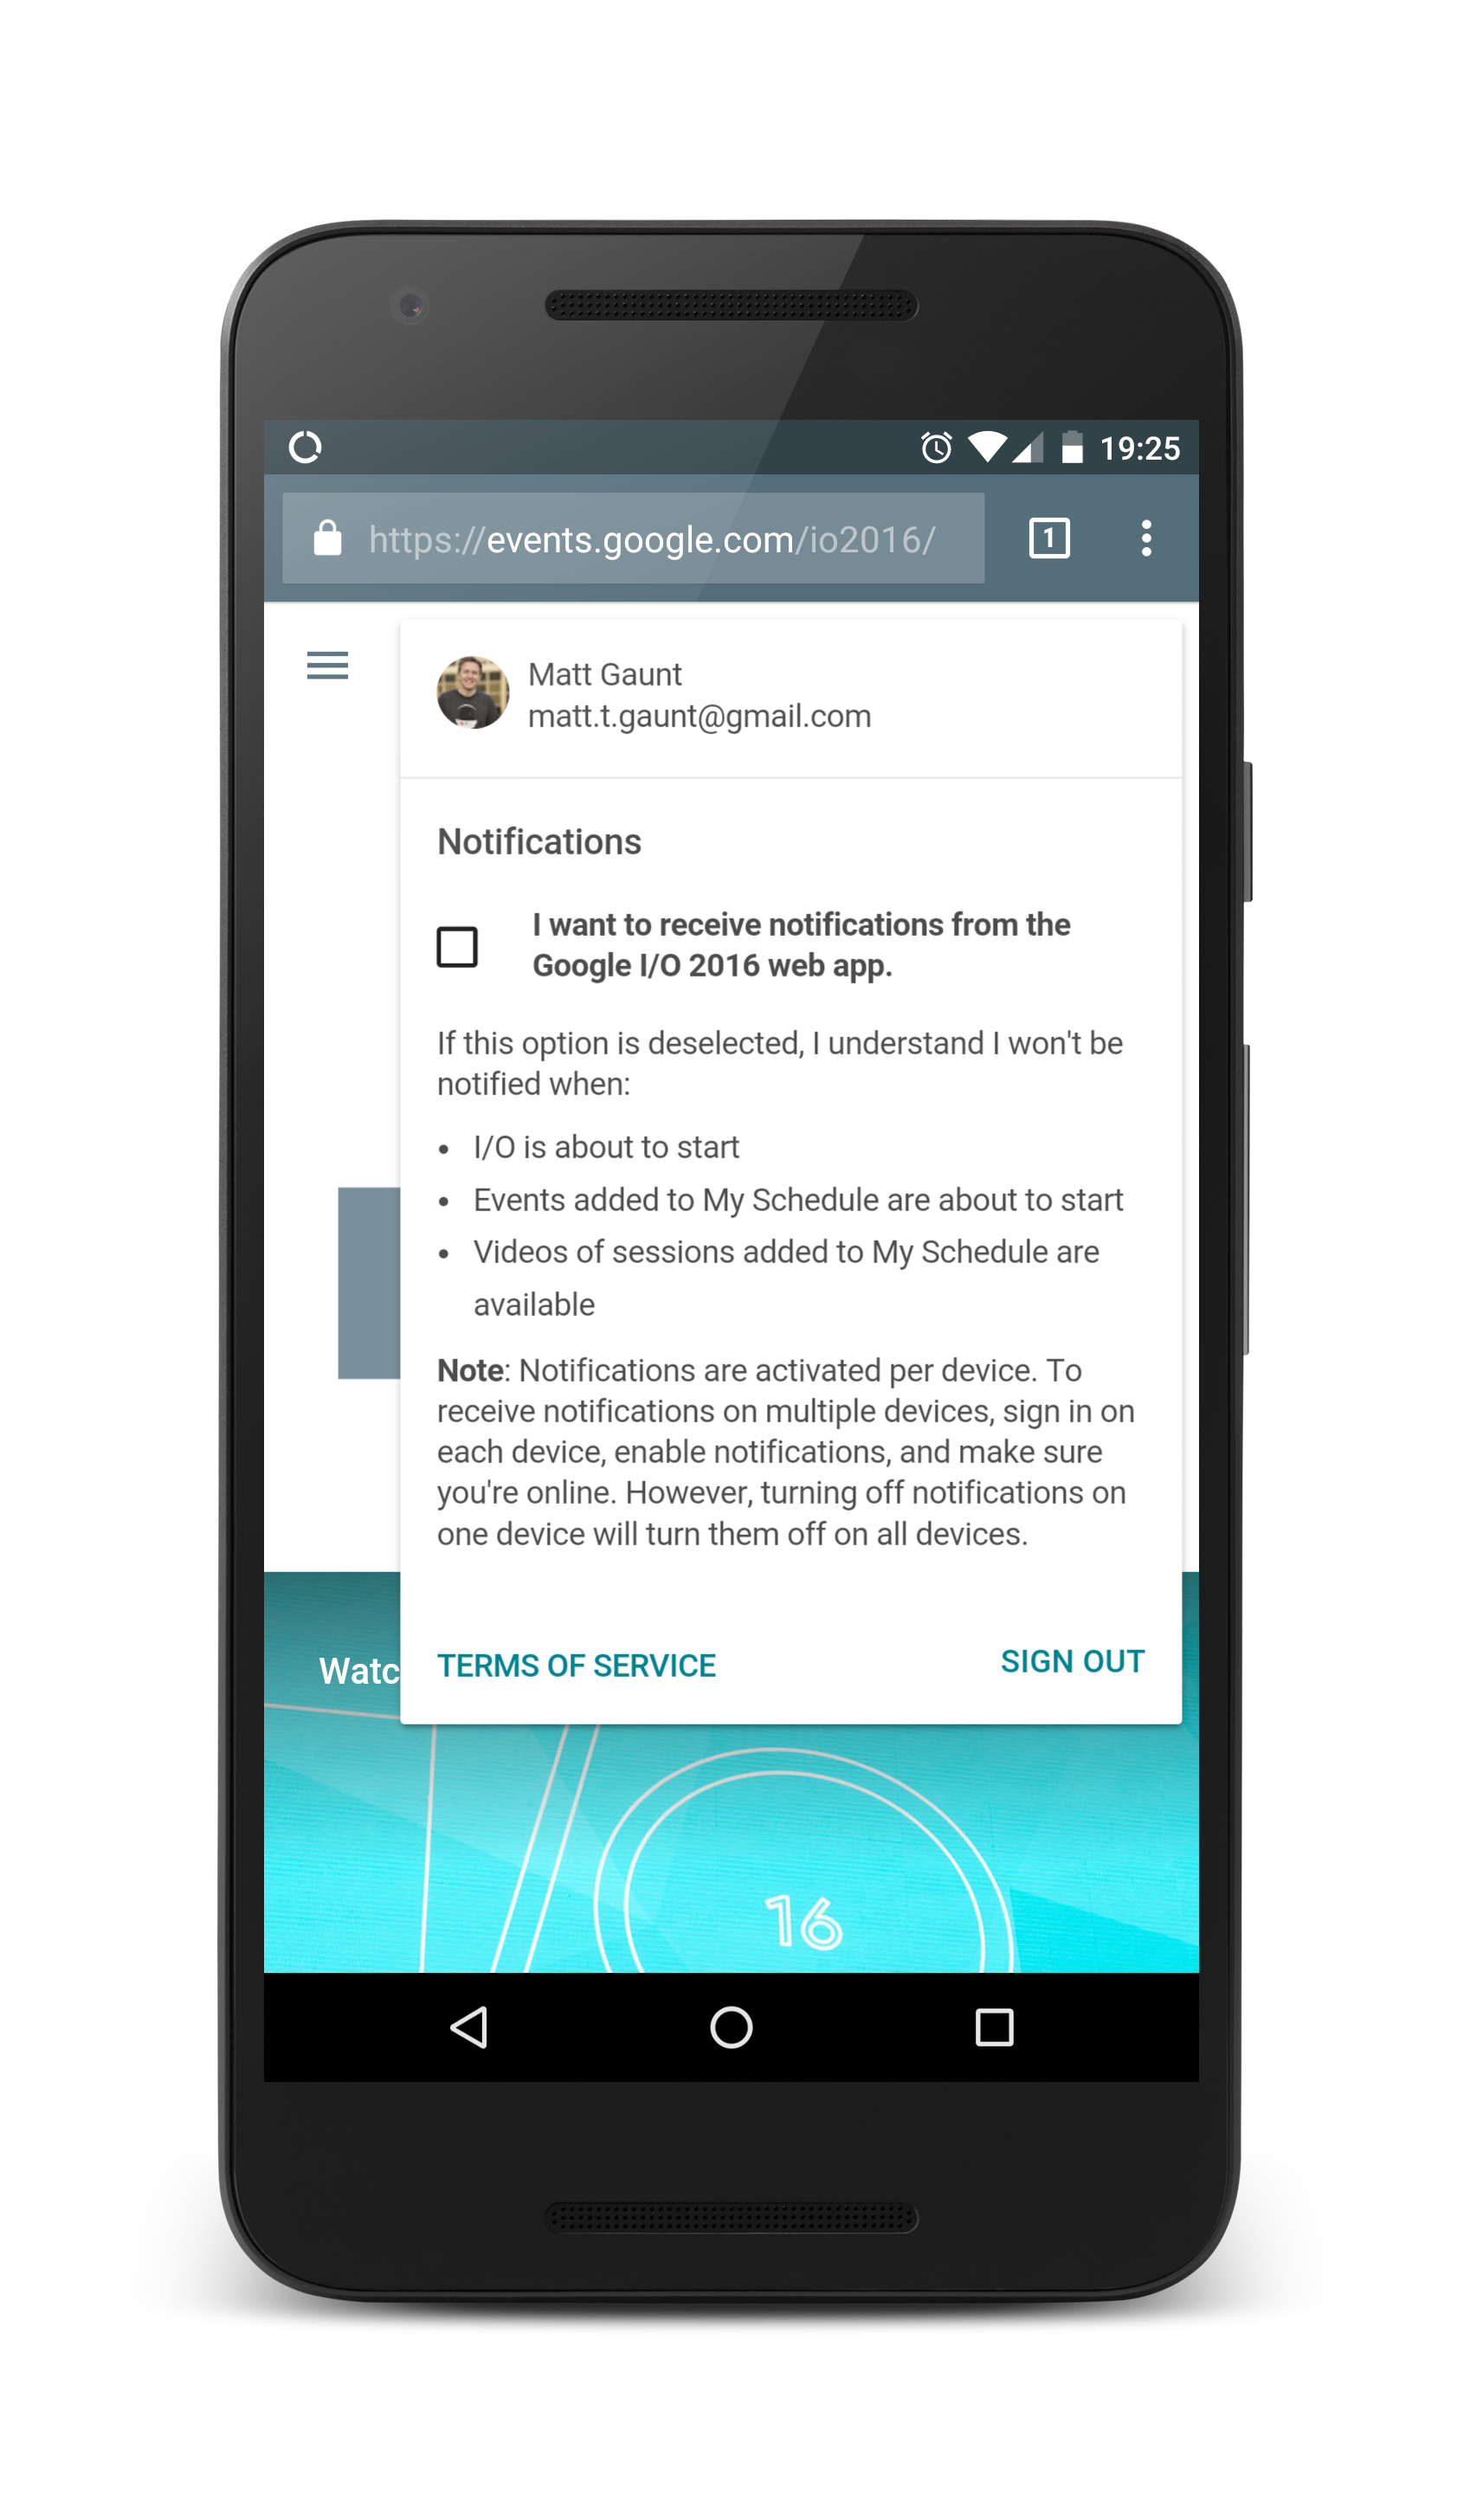 19:25
https://events.google.com/io2016/
1
Matt Gaunt
matt.t.gaunt@gmail.com
Notifications
I want to receive notifications from the
Google I/O 2016 web app.
If this option is deselected, I understand I won't be
notified when:
• I/O is about to start
• Events added to My Schedule are about to start
• Videos of sessions added to My Schedule are
available
Note: Notifications are activated per device. To
receive notifications on multiple devices, sign in on
each device, enable notifications, and make sure
you're online. However, turning off notifications on
one device will turn them off on all devices.
Watc
TERMS OF SERVICE
SIGN OUT
16